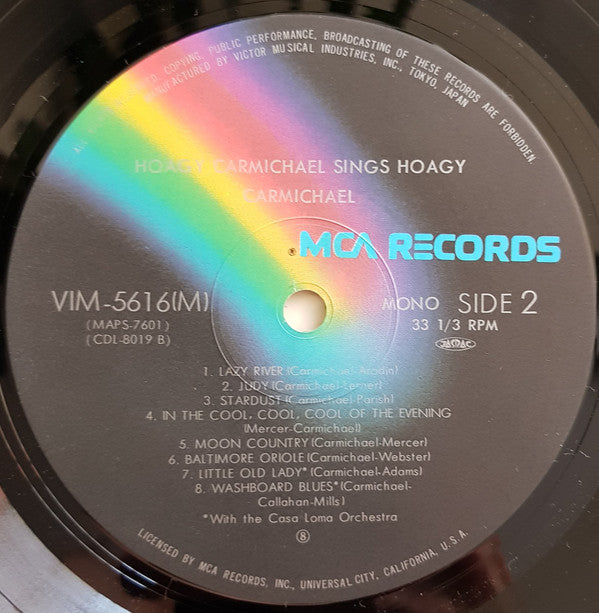 ALL RIGHTS RESERVED. COPYING, PUBLIC PERFORMANCE, BROADCASTING OF THESE RECORDS ARE FORBIDDEN.
MANUFACTURED BY VICTOR MUSICAL INDUSTRIES, INC., TOKYO, JAPAN
HOAGY CARMICHAEL SINGS HOAGY
CARMICHAEL
MCA RECORDS
VIM-5616(M)
(MAPS-7601)
(CDL-8019 B)
MONO SIDE 2
33 1/3 RPM
JASRAC
1. LAZY RIVER(Carmichael-Arodin)
2. JUDY(Carmichael-Lerner)
3. STARDUST(Carmichael-Parish)
4. IN THE COOL, COOL, COOL OF THE EVENING
(Mercer-Carmichael)
5. MOON COUNTRY(Carmichael-Mercer)
6. BALTIMORE ORIOLE(Carmichael-Webster)
7. LITTLE OLD LADY*(Carmichael-Adams)
8. WASHBOARD BLUES*(Carmichael-
Callahan-Mills)
*With the Casa Loma Orchestra
⑧
LICENSED BY MCA RECORDS, INC., UNIVERSAL CITY, CALIFORNIA, U.S.A.